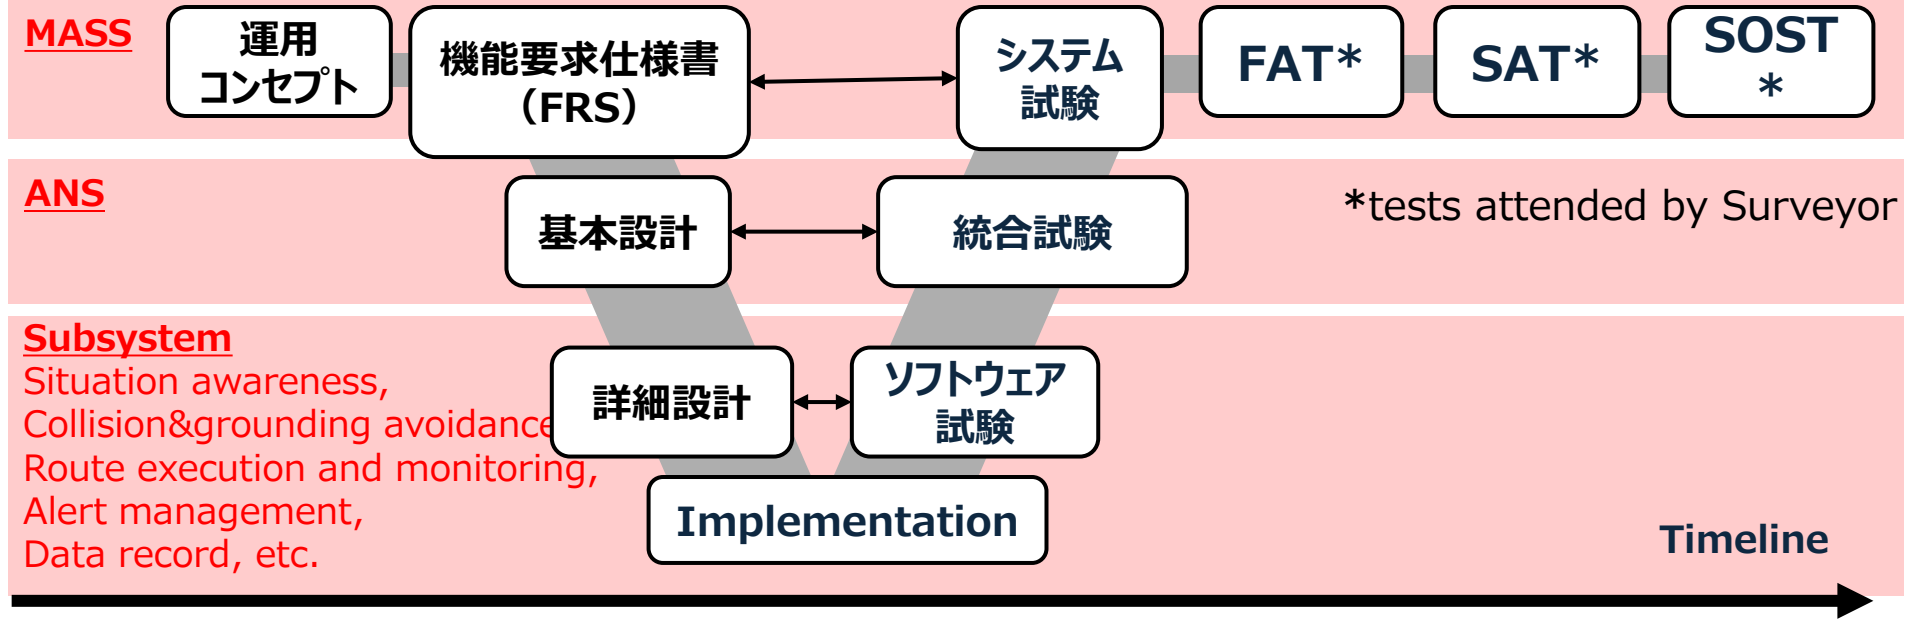 MASS
運用
コンセプト
機能要求仕様書
（FRS）
システム
試験
FAT*
SAT*
SOST
*
ANS
基本設計
統合試験
*tests attended by Surveyor
Subsystem
Situation awareness,
Collision&grounding avoidance
Route execution and monitoring,
Alert management,
Data record, etc.
詳細設計
ソフトウェア
試験
Implementation
Timeline